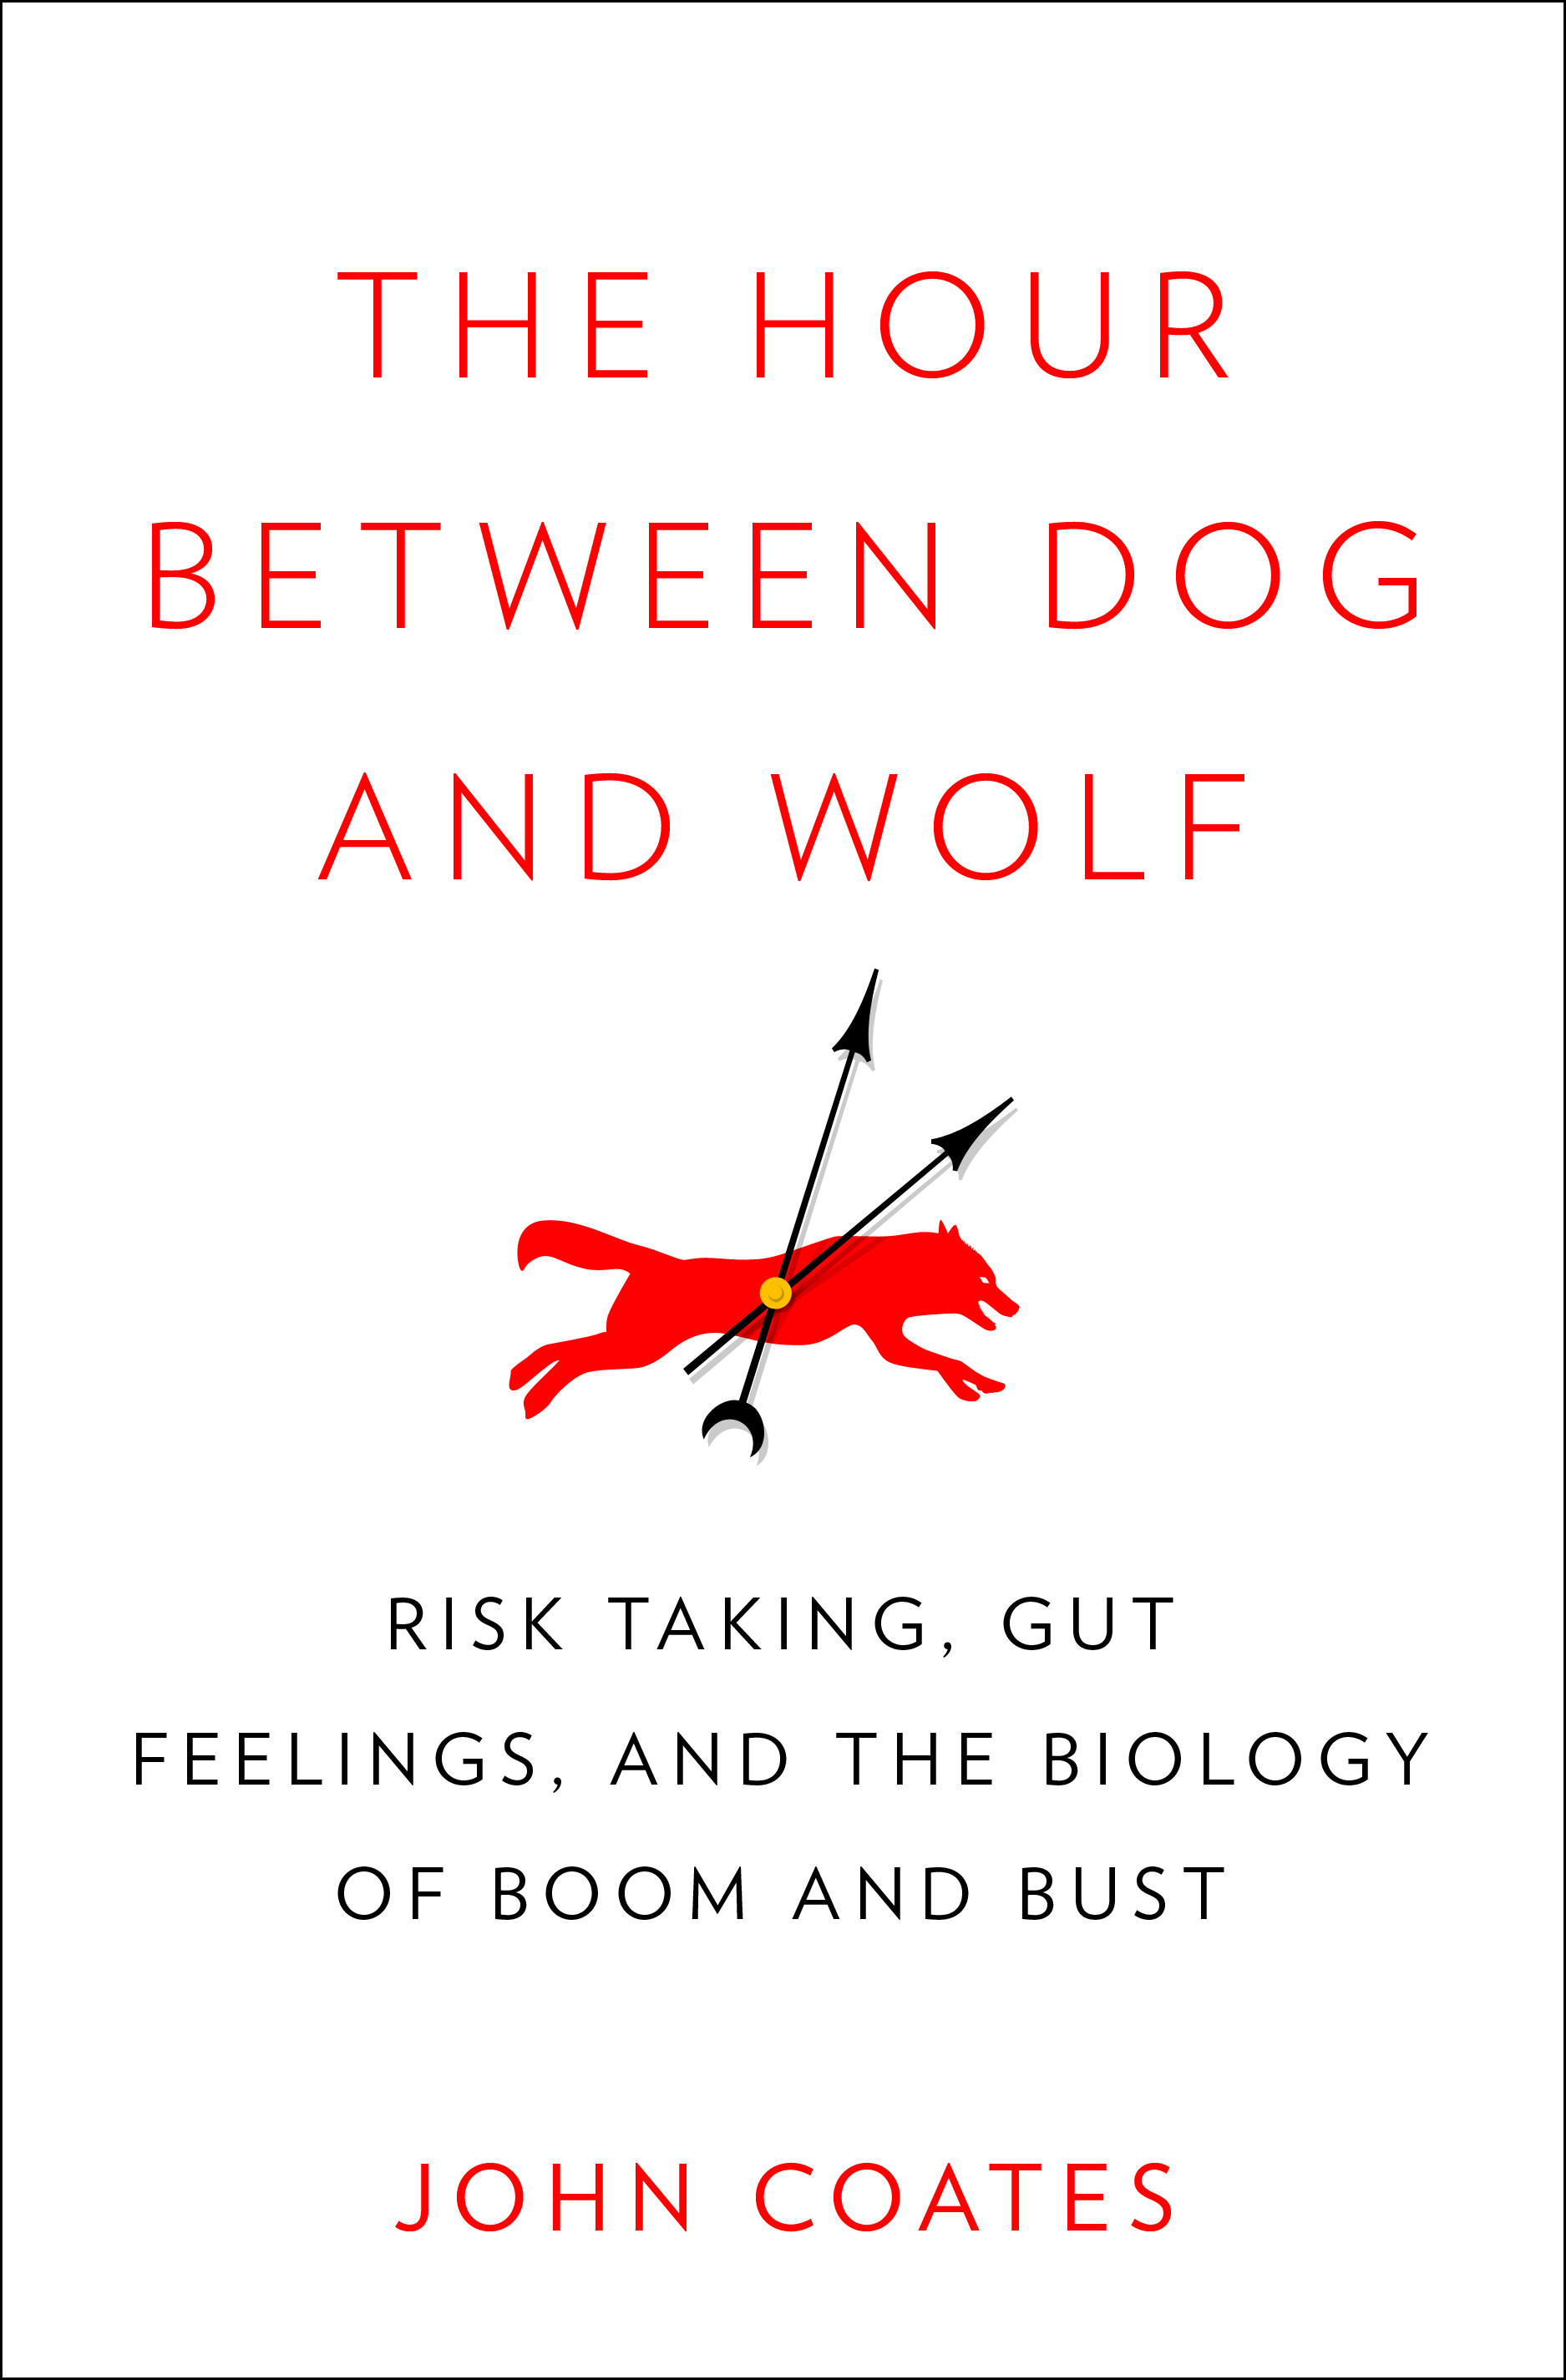 THE HOUR
BETWEEN DOG
AND WOLF
RISK TAKING, GUT
FEELINGS, AND THE BIOLOGY
OF BOOM AND BUST
JOHN COATES